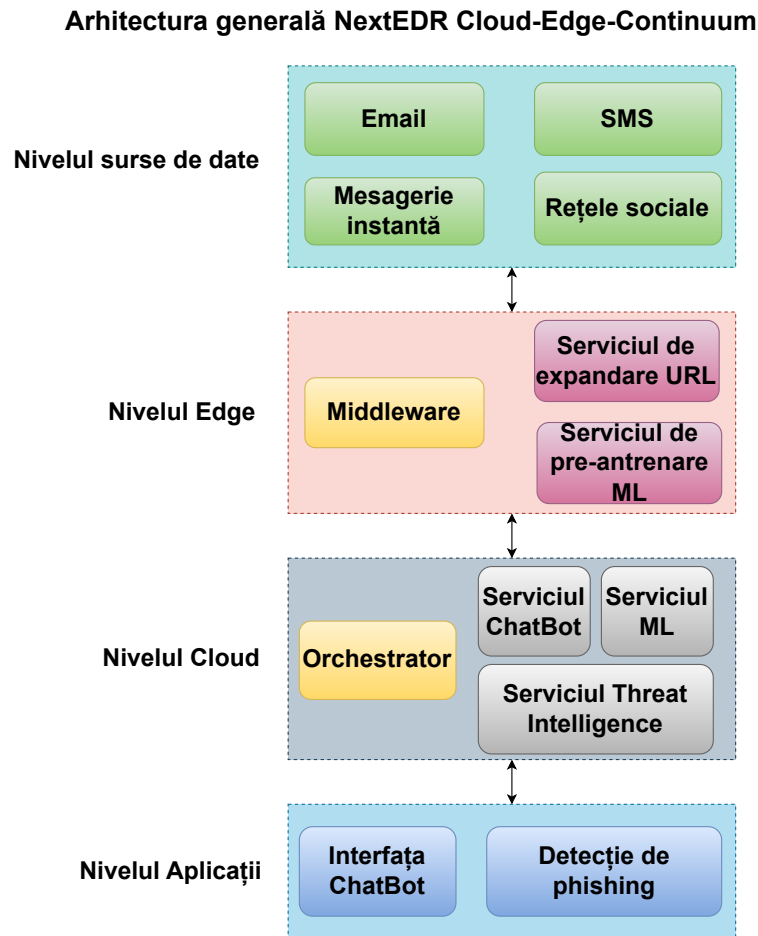 Arhitectura generală NextEDR Cloud-Edge-Continuum
Nivelul surse de date
Email
SMS
Mesagerie
instantă
Rețele sociale
Nivelul Edge
Middleware
Serviciul de
expandare URL
Serviciul de
pre-antrenare
ML
Nivelul Cloud
Orchestrator
Serviciul
ChatBot
Serviciul
ML
Serviciul Threat
Intelligence
Nivelul Aplicații
Interfața
ChatBot
Detecție de
phishing